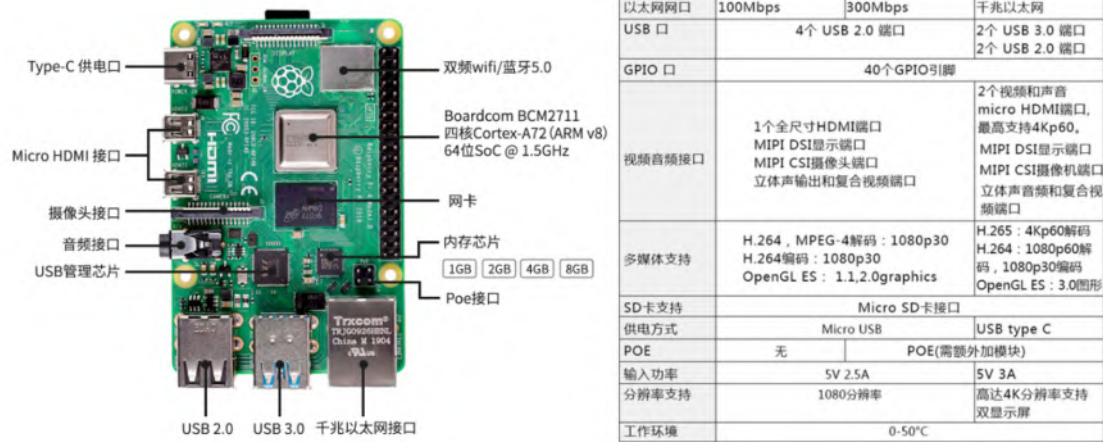 Type-C 供电口
Micro HDMI 接口
摄像头接口
音频接口
USB管理芯片
USB 2.0
USB 3.0
千兆以太网接口
双频wifi/蓝牙5.0
Boardcom BCM2711
四核Cortex-A72 (ARM v8)
64位SoC @ 1.5GHz
网卡
内存芯片
1GB 2GB 4GB 8GB
Poe接口
HDMI
FC
CE
DISPLAY
CAMERA
Trxcom®
TRJG0926HENL
China M 1904
以太网网口 100Mbps 300Mbps 千兆以太网
USB 口 4个 USB 2.0 端口 2个 USB 3.0 端口
2个 USB 2.0 端口
GPIO 口 40个GPIO引脚
视频音频接口
1个全尺寸HDMI端口
MIPI DSI显示端口
MIPI CSI摄像头端口
立体声输出和复合视频端口
2个视频和声音
micro HDMI端口,
最高支持4Kp60。
MIPI DSI显示端口
MIPI CSI摄像机端口
立体声音频和复合视
频端口
多媒体支持
H.264，MPEG-4解码：1080p30
H.264编码：1080p30
OpenGL ES： 1.1,2.0graphics
H.265：4Kp60解码
H.264：1080p60解
码，1080p30编码
OpenGL ES：3.0图形
SD卡支持 Micro SD卡接口
供电方式 Micro USB USB type C
POE 无 POE(需额外加模块)
输入功率 5V 2.5A 5V 3A
分辨率支持 1080分辨率 高达4K分辨率支持
双显示屏
工作环境 0-50°C